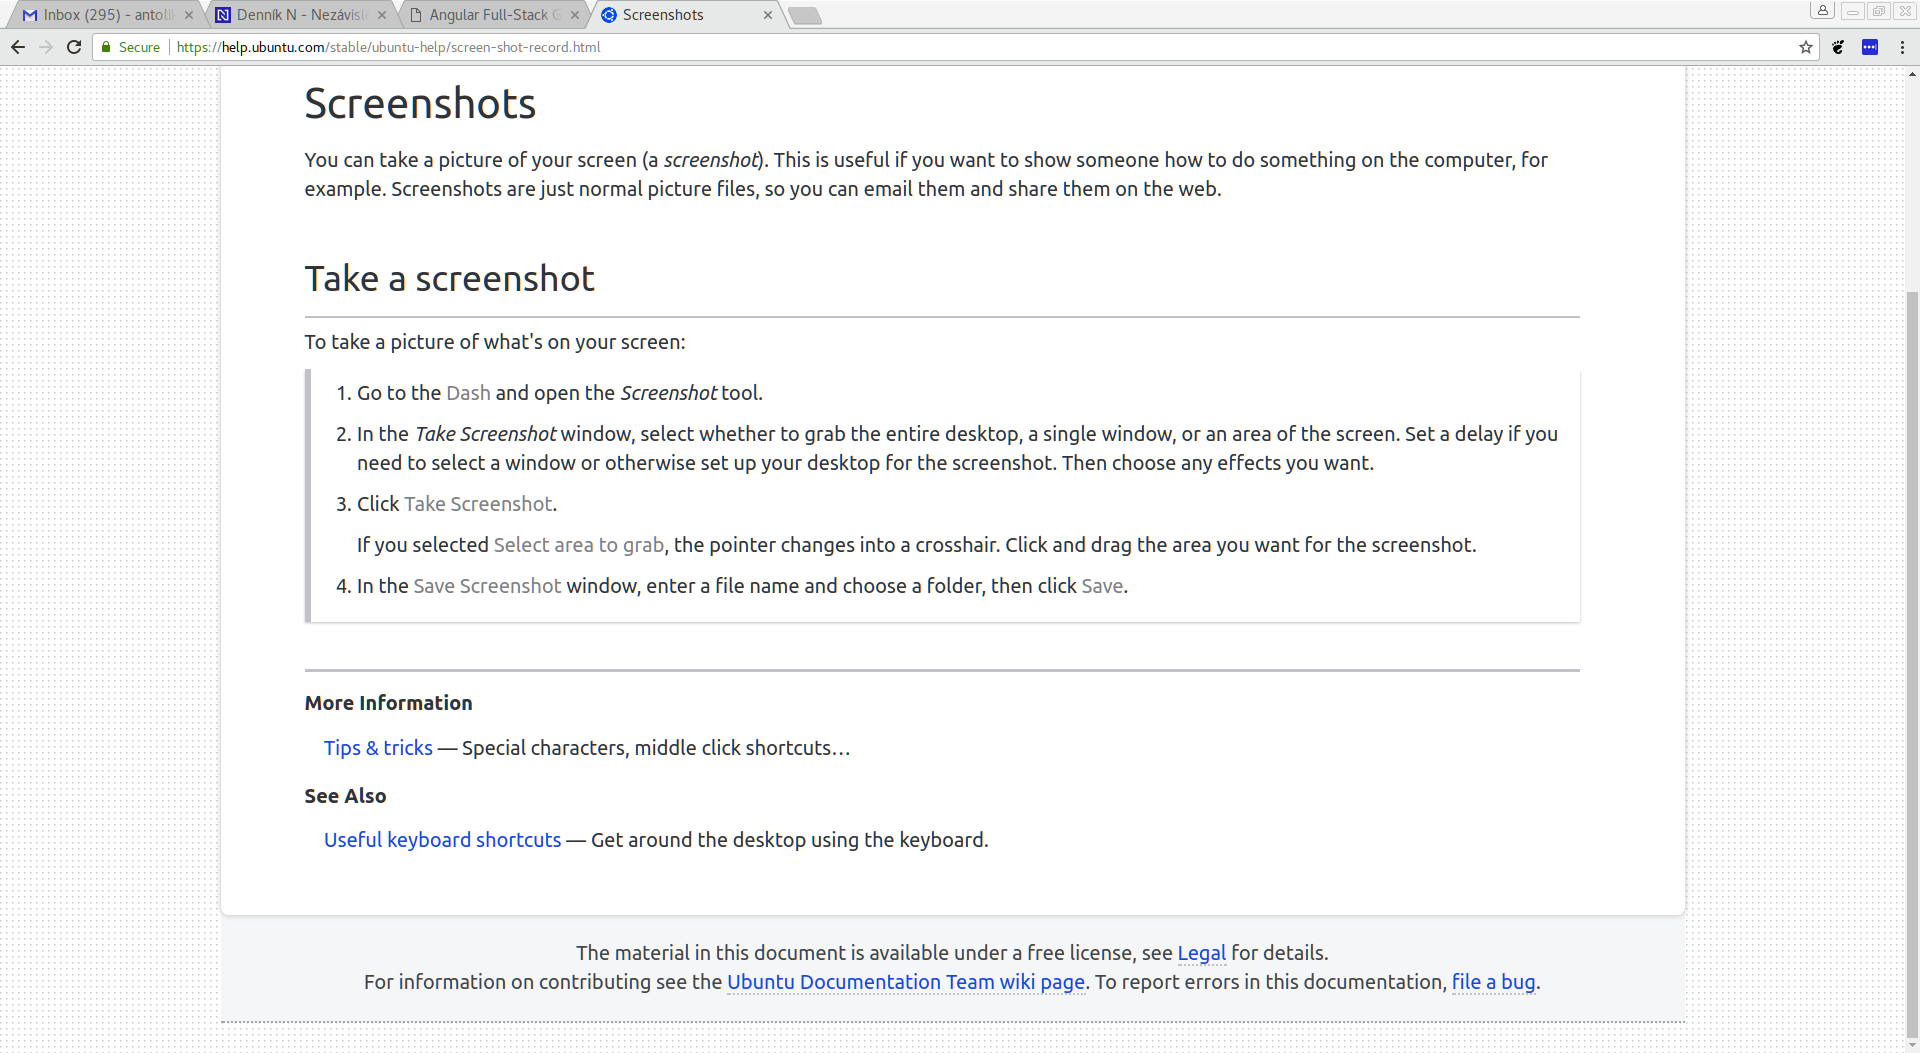 Inbox (295) - antoli
Denník N - Nezávisl
Angular Full-Stack G
Screenshots
Secure
https://help.ubuntu.com/stable/ubuntu-help/screen-shot-record.html
Screenshots
You can take a picture of your screen (a screenshot). This is useful if you want to show someone how to do something on the computer, for
example. Screenshots are just normal picture files, so you can email them and share them on the web.
Take a screenshot
To take a picture of what's on your screen:
1. Go to the Dash and open the Screenshot tool.
2. In the Take Screenshot window, select whether to grab the entire desktop, a single window, or an area of the screen. Set a delay if you
need to select a window or otherwise set up your desktop for the screenshot. Then choose any effects you want.
3. Click Take Screenshot.
If you selected Select area to grab, the pointer changes into a crosshair. Click and drag the area you want for the screenshot.
4. In the Save Screenshot window, enter a file name and choose a folder, then click Save.
More Information
Tips & tricks — Special characters, middle click shortcuts…
See Also
Useful keyboard shortcuts — Get around the desktop using the keyboard.
The material in this document is available under a free license, see Legal for details.
For information on contributing see the Ubuntu Documentation Team wiki page. To report errors in this documentation, file a bug.